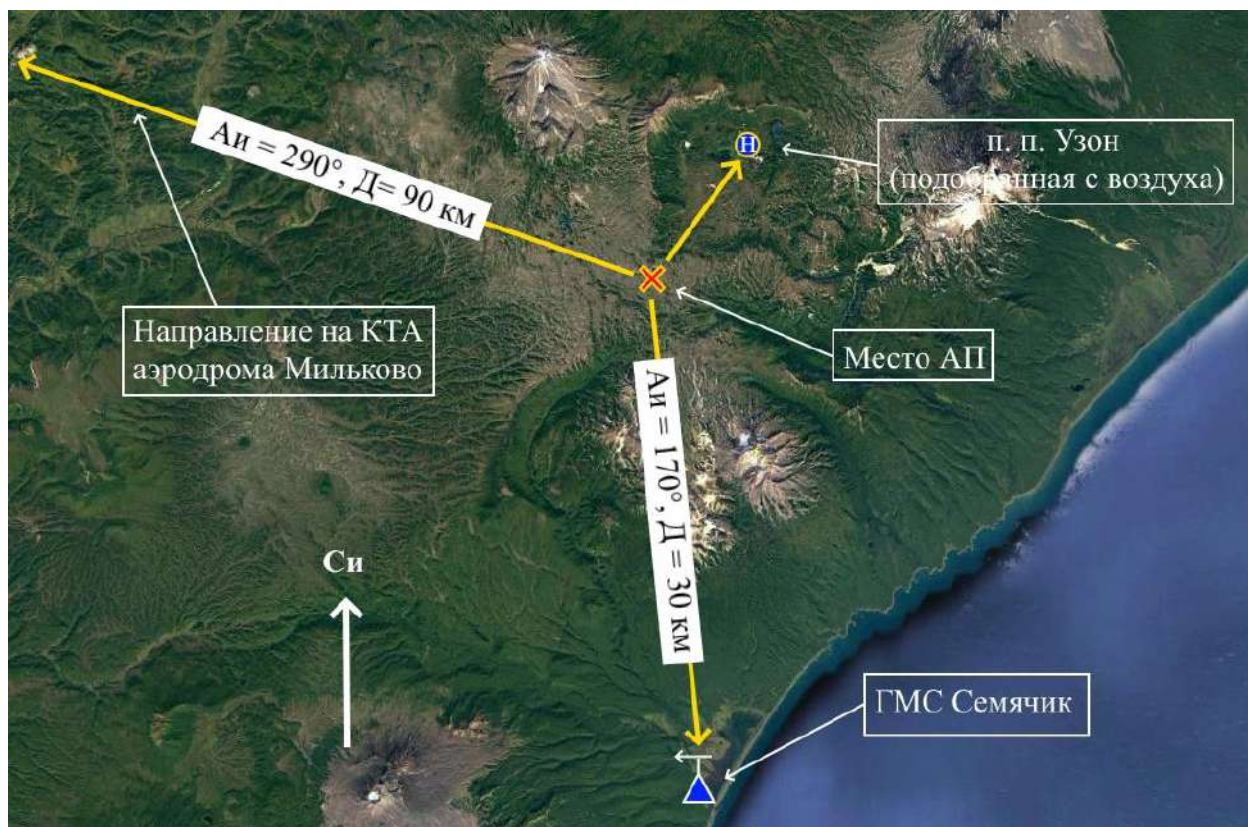 Н
п. п. Узон
(подобранная с воздуха)
Аи = 290°, Д= 90 км
Направление на КТА
аэродрома Мильково
Место АП
Аи = 170°, Д = 30 км
Си
ГМС Семячик